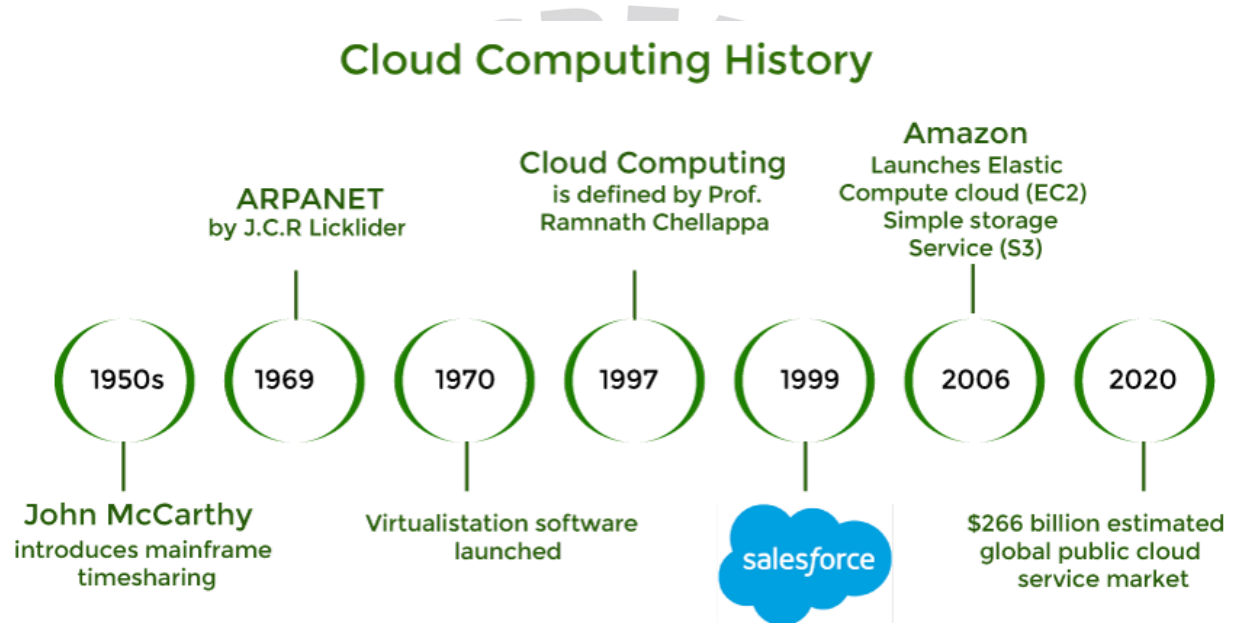 Cloud Computing History
Amazon
Launches Elastic
Compute cloud (EC2)
Simple storage
Service (S3)
Cloud Computing
is defined by Prof.
Ramnath Chellappa
ARPANET
by J.C.R Licklider
1950s
1969
1970
1997
1999
2006
2020
John McCarthy
introduces mainframe
timesharing
Virtualistation software
launched
salesforce
$266 billion estimated
global public cloud
service market